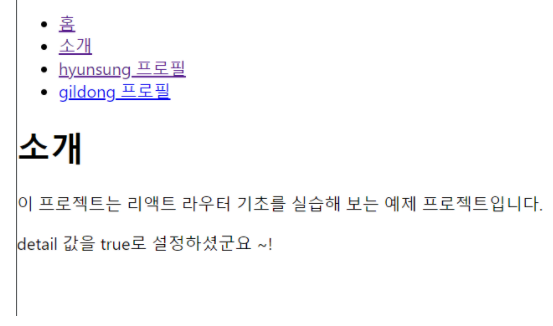 홈
소개
hyunsung 프로필
gildong 프로필
소개
이 프로젝트는 리액트 라우터 기초를 실습해 보는 예제 프로젝트입니다.
detail 값을 true로 설정하셨군요 ~!